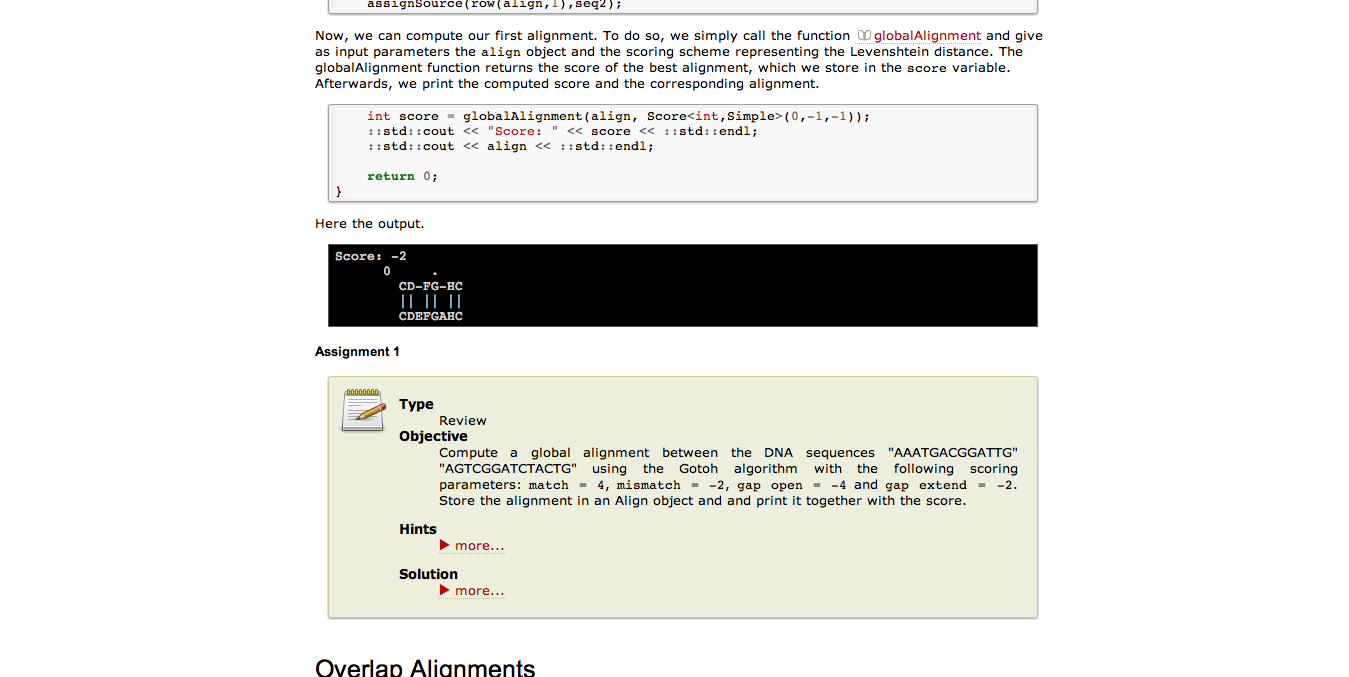 assignSource(row(align,1),seq2);
Now, we can compute our first alignment. To do so, we simply call the function globalAlignment and give
as input parameters the align object and the scoring scheme representing the Levenshtein distance. The
globalAlignment function returns the score of the best alignment, which we store in the score variable.
Afterwards, we print the computed score and the corresponding alignment.
int score = globalAlignment(align, Score<int,Simple>(0,-1,-1));
::std::cout << "Score: " << score << ::std::endl;
::std::cout << align << ::std::endl;
return 0;
}
Here the output.
Score: -2
0     .
CD-FG-HC
|| || ||
CDEFGAHC
Assignment 1
Type
Review
Objective
Compute a global alignment between the DNA sequences "AAATGACGGATTG"
"AGTCGGATCTACTG" using the Gotoh algorithm with the following scoring
parameters: match = 4, mismatch = -2, gap open = -4 and gap extend = -2.
Store the alignment in an Align object and and print it together with the score.
Hints
▶ more...
Solution
▶ more...
Overlap Alignments